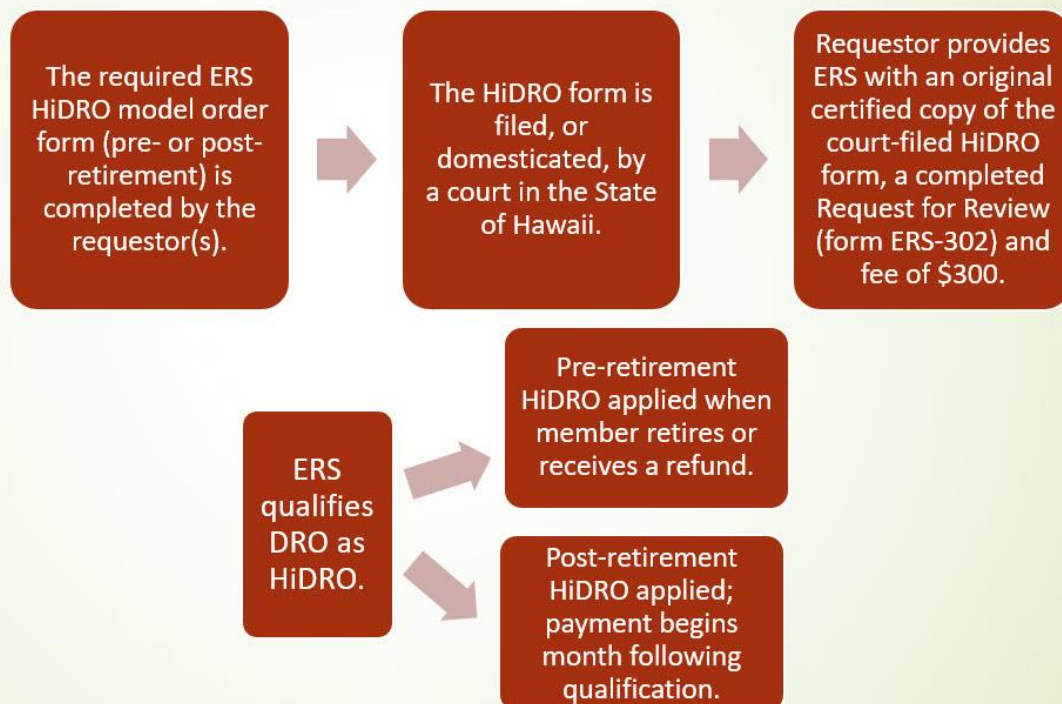 The required ERS
HiDRO model order
form (pre- or post-
retirement) is
completed by the
requestor(s).
The HiDRO form is
filed, or
domesticated, by
a court in the State
of Hawaii.
Requestor provides
ERS with an original
certified copy of the
court-filed HiDRO
form, a completed
Request for Review
(form ERS-302) and
fee of $300.
ERS
qualifies
DRO as
HiDRO.
Pre-retirement
HiDRO applied when
member retires or
receives a refund.
Post-retirement
HiDRO applied;
payment begins
month following
qualification.